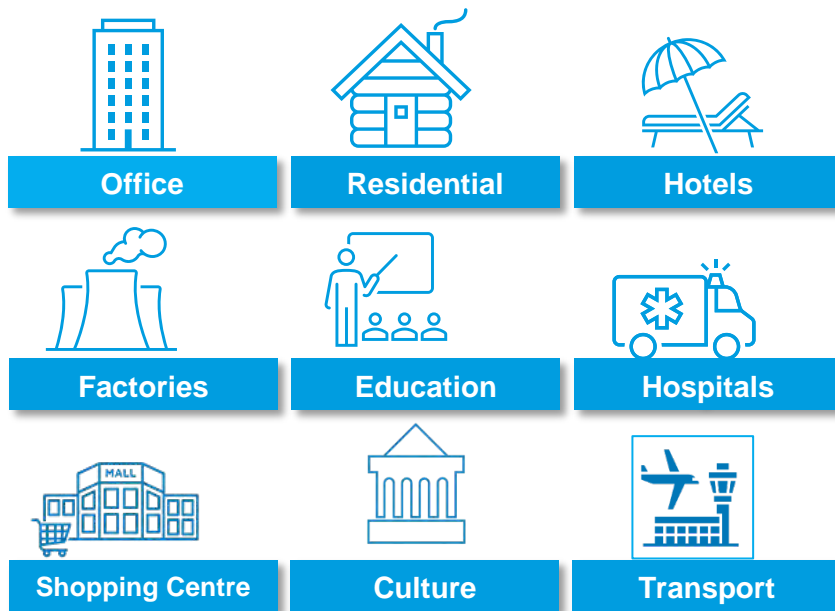 Office
Residential
Hotels
Factories
Education
Hospitals
MALL
Shopping Centre
Culture
Transport